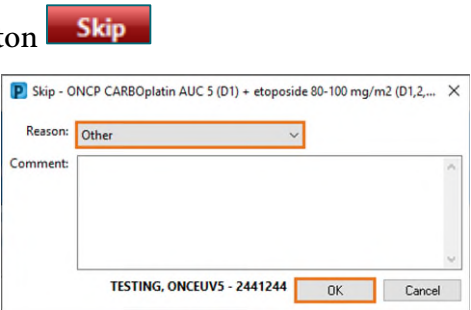 ton Skip
Skip - ONCP CARBOplatin AUC 5 (D1) + etoposide 80-100 mg/m2 (D1,2,...
Reason: Other
Comment:
TESTING, ONCEUV5 - 2441244 OK Cancel